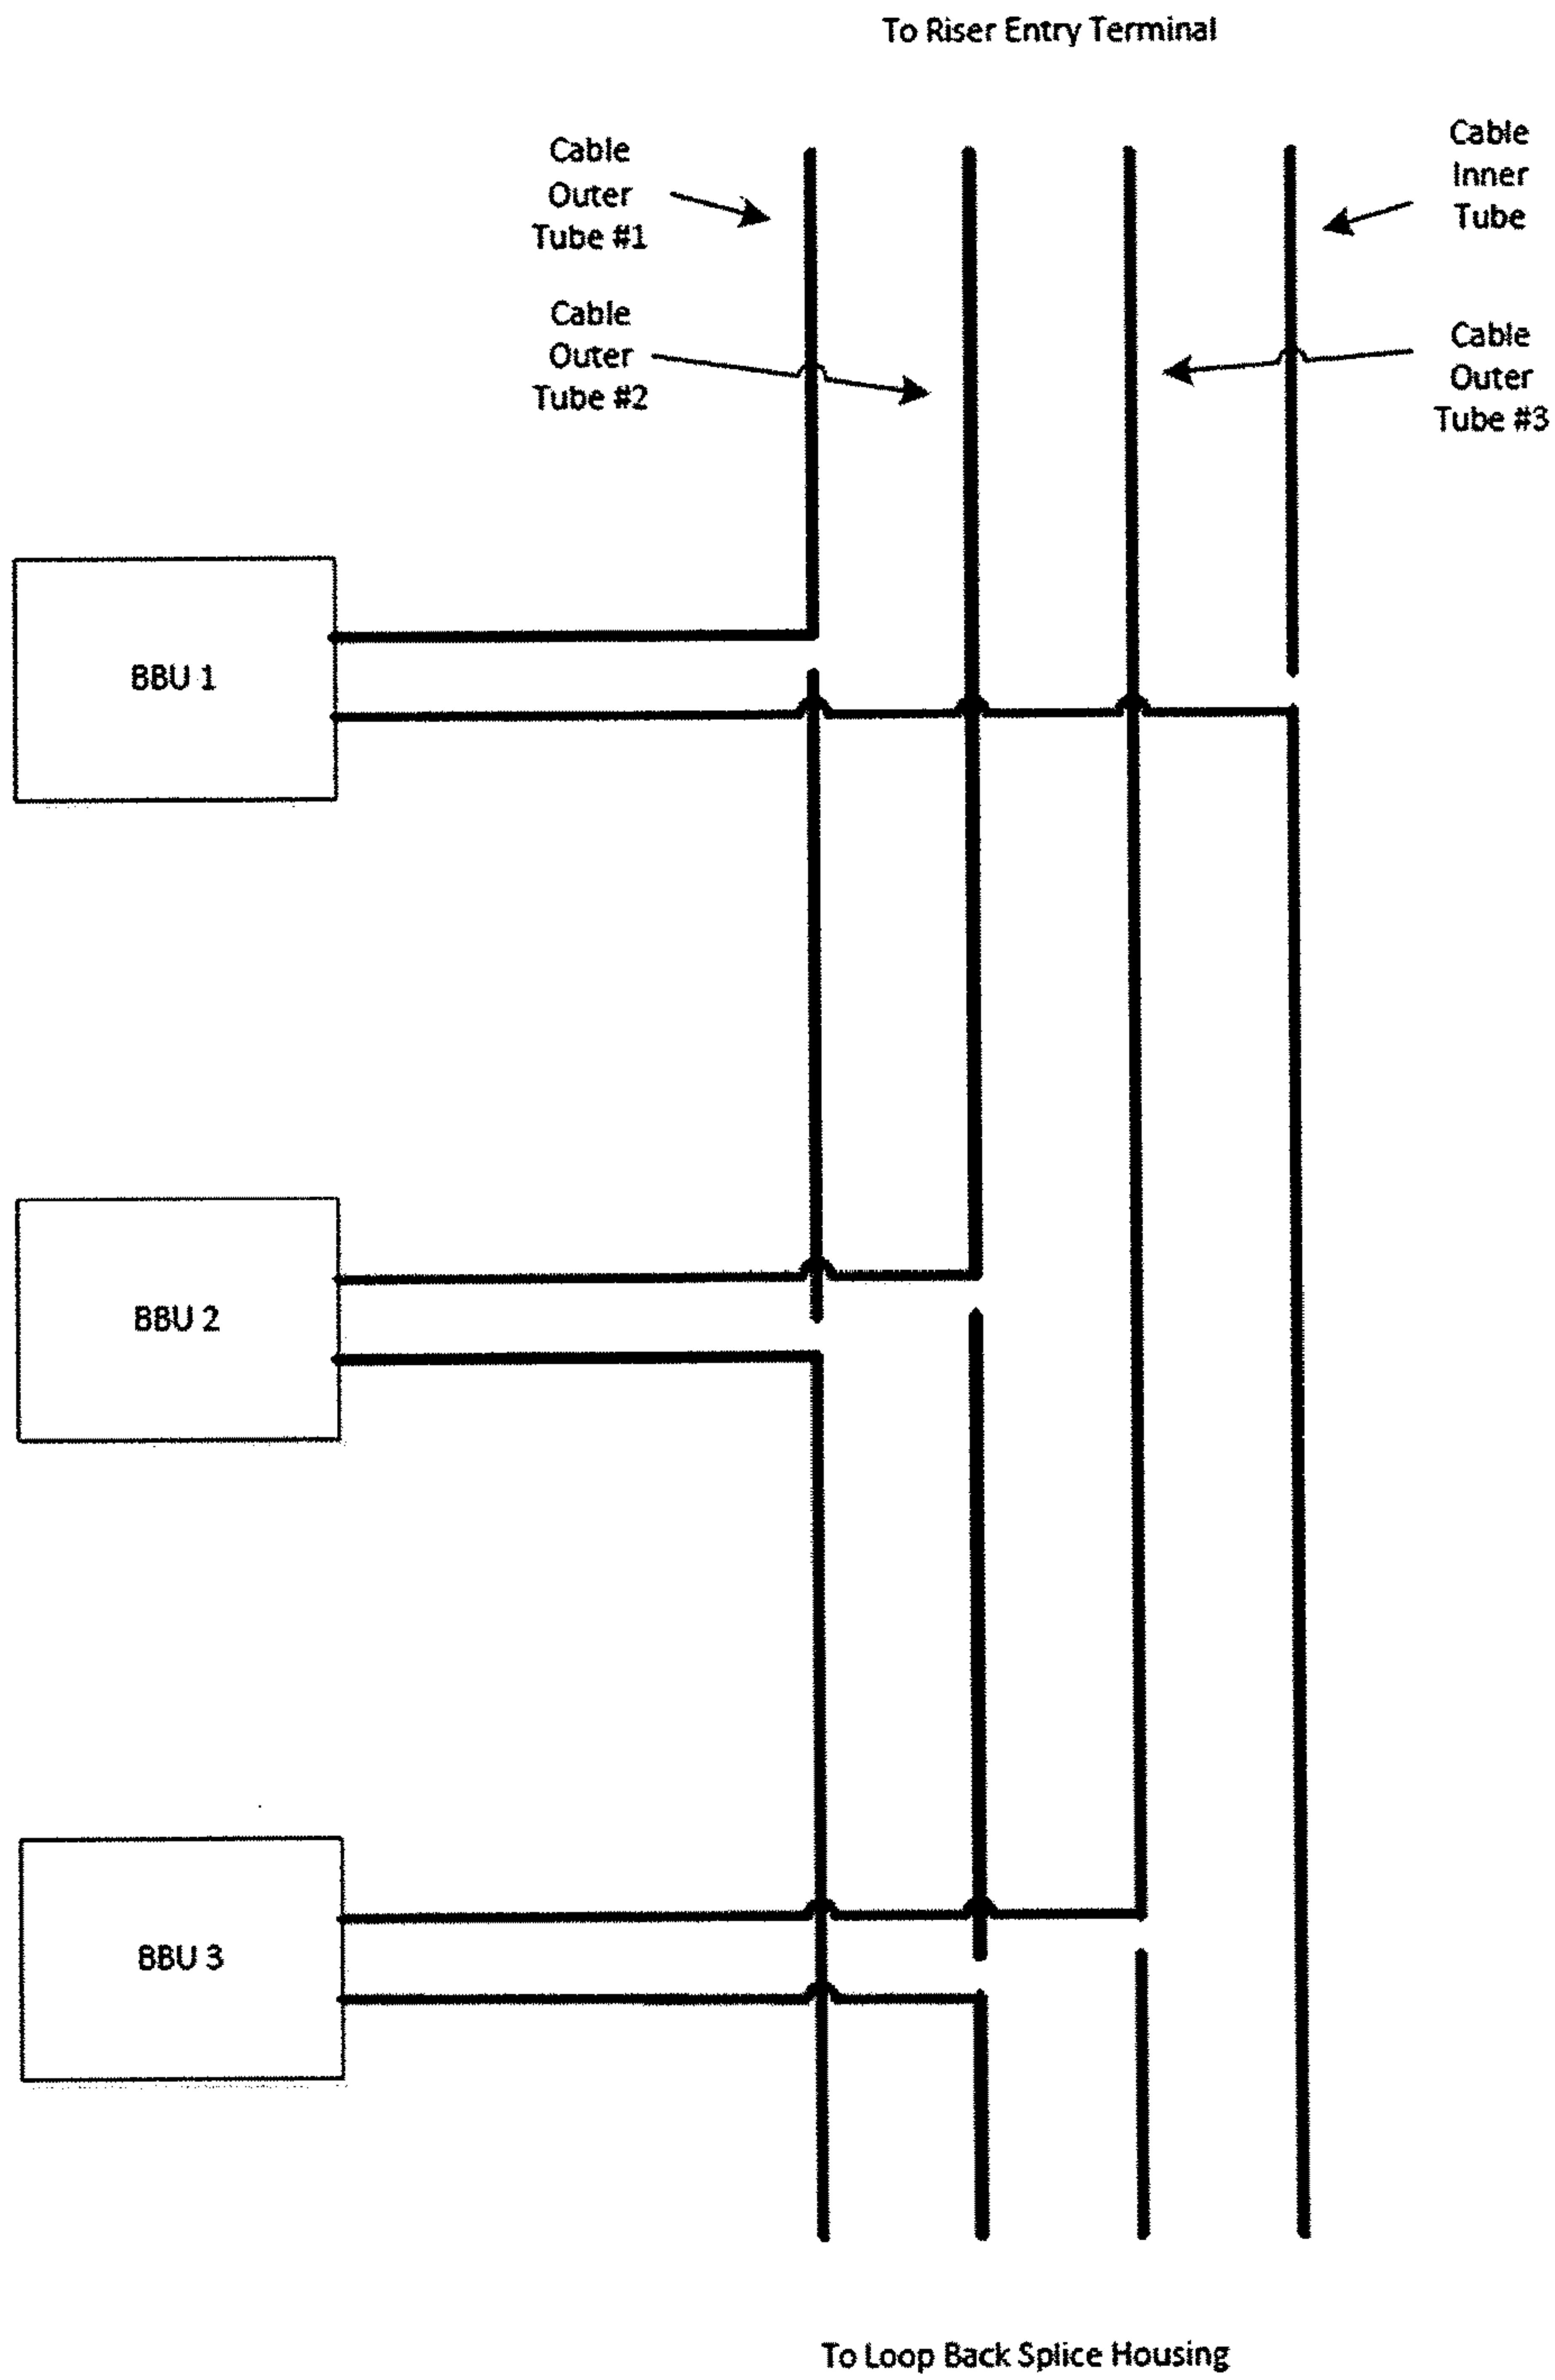 To Riser Entry Terminal
Cable
Outer
Tube #1
Cable
Inner
Tube
Cable
Outer
Tube #2
Cable
Outer
Tube #3
BBU 1
BBU 2
BBU 3
To Loop Back Splice Housing